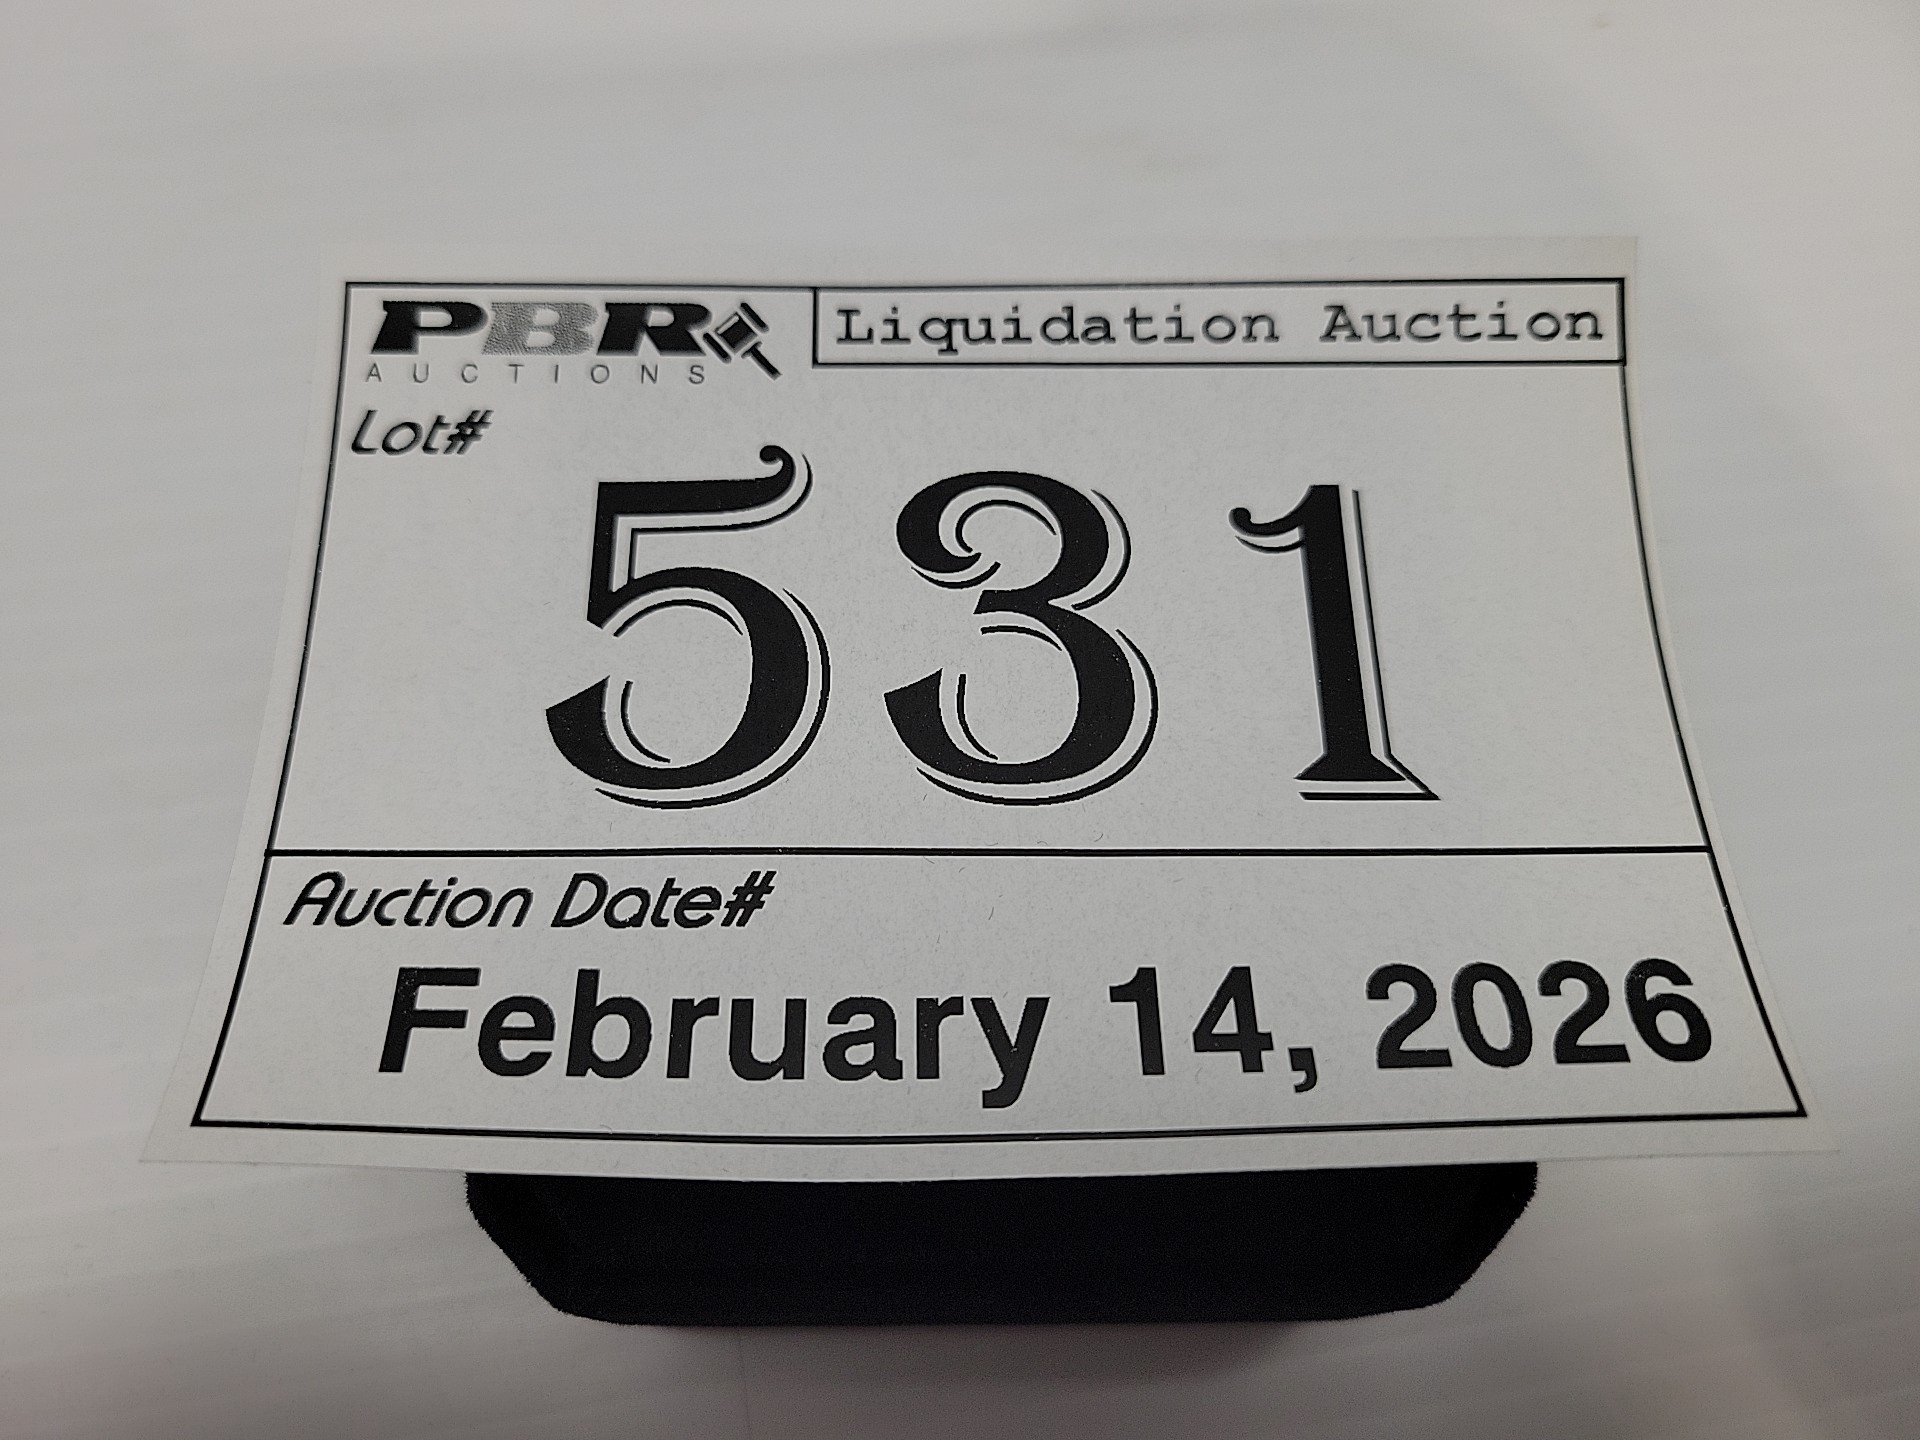 PBR
AUCTIONS
Liquidation Auction
Lot#
531
Auction Date#
February 14, 2026